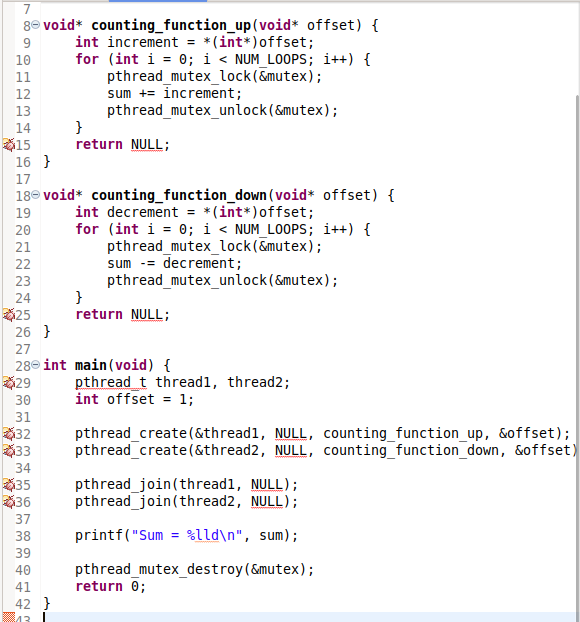 7
8 void* counting_function_up(void* offset) {
9     int increment = *(int*)offset;
10     for (int i = 0; i < NUM_LOOPS; i++) {
11         pthread_mutex_lock(&mutex);
12         sum += increment;
13         pthread_mutex_unlock(&mutex);
14     }
15     return NULL;
16 }
17
18 void* counting_function_down(void* offset) {
19     int decrement = *(int*)offset;
20     for (int i = 0; i < NUM_LOOPS; i++) {
21         pthread_mutex_lock(&mutex);
22         sum -= decrement;
23         pthread_mutex_unlock(&mutex);
24     }
25     return NULL;
26 }
27
28 int main(void) {
29     pthread_t thread1, thread2;
30     int offset = 1;
31
32     pthread_create(&thread1, NULL, counting_function_up, &offset);
33     pthread_create(&thread2, NULL, counting_function_down, &offset)
34
35     pthread_join(thread1, NULL);
36     pthread_join(thread2, NULL);
37
38     printf("Sum = %lld\n", sum);
39
40     pthread_mutex_destroy(&mutex);
41     return 0;
42 }
43